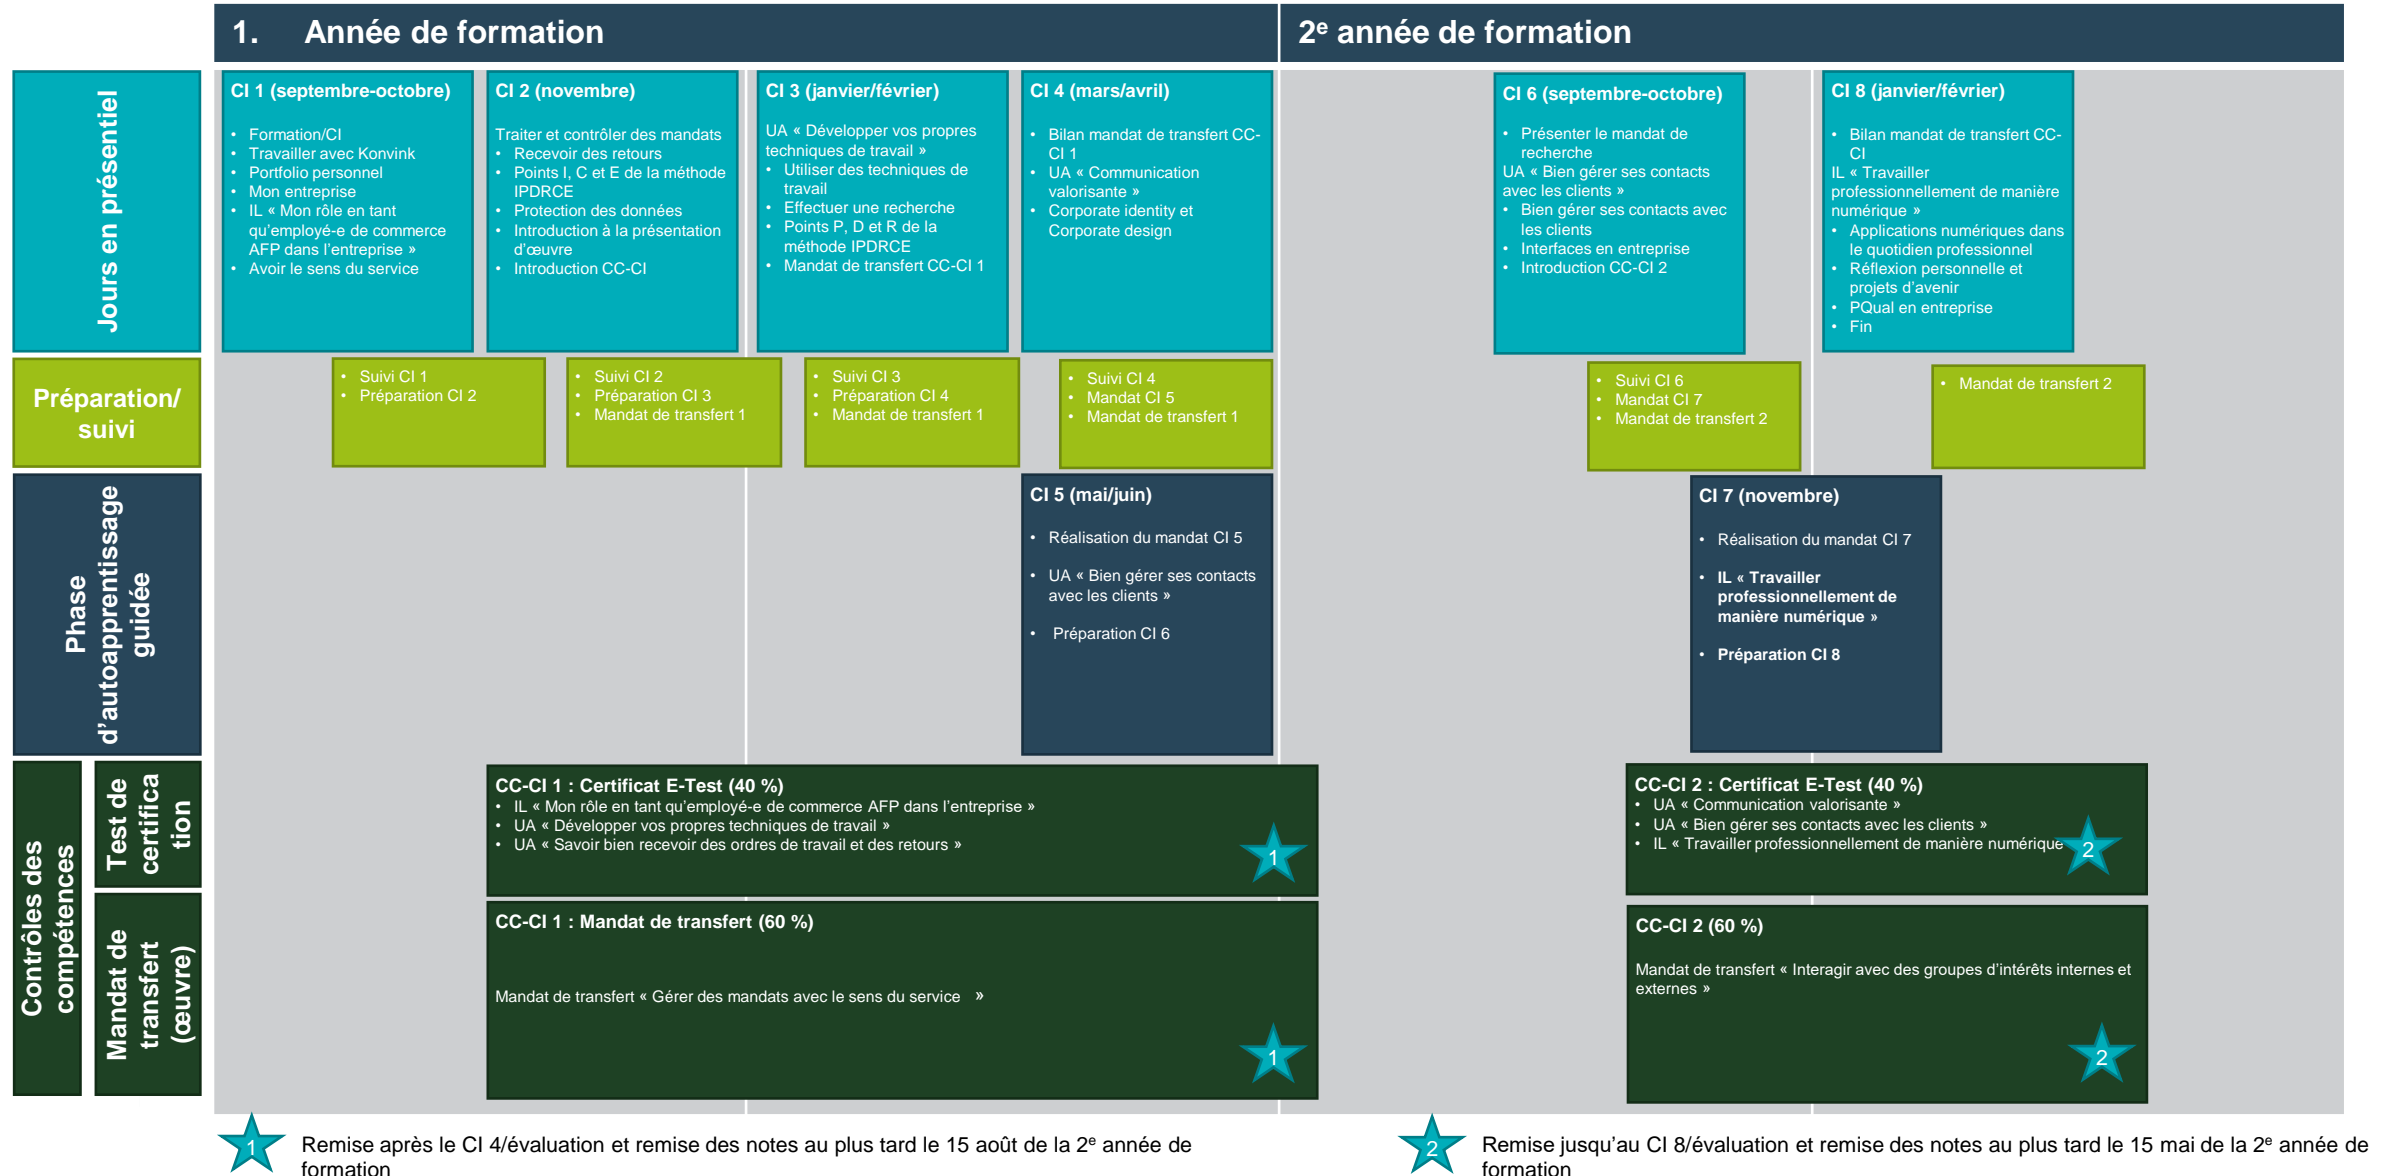 1. Année de formation
2e année de formation
Jours en présentiel
CI 1 (septembre-octobre)
• Formation/CI
• Travailler avec Konvink
• Portfolio personnel
• Mon entreprise
• IL « Mon rôle en tant
qu'employé-e de commerce
AFP dans l'entreprise »
• Avoir le sens du service
CI 2 (novembre)
Traiter et contrôler des mandats
• Recevoir des retours
• Points I, C et E de la méthode
IPDRCE
• Protection des données
• Introduction à la présentation
d'œuvre
• Introduction CC-CI
CI 3 (janvier/février)
UA « Développer vos propres
techniques de travail »
• Utiliser des techniques de
travail
• Effectuer une recherche
• Points P, D et R de la
méthode IPDRCE
• Mandat de transfert CC-CI 1
CI 4 (mars/avril)
• Bilan mandat de transfert CC-
CI 1
• UA « Communication
valorisante »
• Corporate identity et
Corporate design
CI 6 (septembre-octobre)
• Présenter le mandat de
recherche
UA « Bien gérer ses contacts
avec les clients »
• Bien gérer ses contacts avec
les clients
• Interfaces en entreprise
• Introduction CC-CI 2
CI 8 (janvier/février)
• Bilan mandat de transfert CC-
CI
IL « Travailler
professionnellement de manière
numérique »
• Applications numériques dans
le quotidien professionnel
• Réflexion personnelle et
projets d'avenir
• PQual en entreprise
• Fin
Préparation/
suivi
• Suivi CI 1
• Préparation CI 2
• Suivi CI 2
• Préparation CI 3
• Mandat de transfert 1
• Suivi CI 3
• Préparation CI 4
• Mandat de transfert 1
• Suivi CI 4
• Mandat CI 5
• Mandat de transfert 1
• Suivi CI 6
• Mandat CI 7
• Mandat de transfert 2
• Mandat de transfert 2
Phase
d'autoapprentissage
guidée
CI 5 (mai/juin)
• Réalisation du mandat CI 5
• UA « Bien gérer ses contacts
avec les clients »
• Préparation CI 6
CI 7 (novembre)
• Réalisation du mandat CI 7
• IL « Travailler
professionnellement de
manière numérique »
• Préparation CI 8
Contrôles des
compétences
Test de
certifica
tion
CC-CI 1 : Certificat E-Test (40 %)
• IL « Mon rôle en tant qu'employé-e de commerce AFP dans l'entreprise »
• UA « Développer vos propres techniques de travail »
• UA « Savoir bien recevoir des ordres de travail et des retours »
1
CC-CI 2 : Certificat E-Test (40 %)
• UA « Communication valorisante »
• UA « Bien gérer ses contacts avec les clients »
• IL « Travailler professionnellement de manière numérique
2
Mandat de
transfert
(œuvre)
CC-CI 1 : Mandat de transfert (60 %)
Mandat de transfert « Gérer des mandats avec le sens du service »
1
CC-CI 2 (60 %)
Mandat de transfert « Interagir avec des groupes d'intérêts internes et
externes »
2
1
Remise après le CI 4/évaluation et remise des notes au plus tard le 15 août de la 2e année de
formation
2
Remise jusqu'au CI 8/évaluation et remise des notes au plus tard le 15 mai de la 2e année de
formation